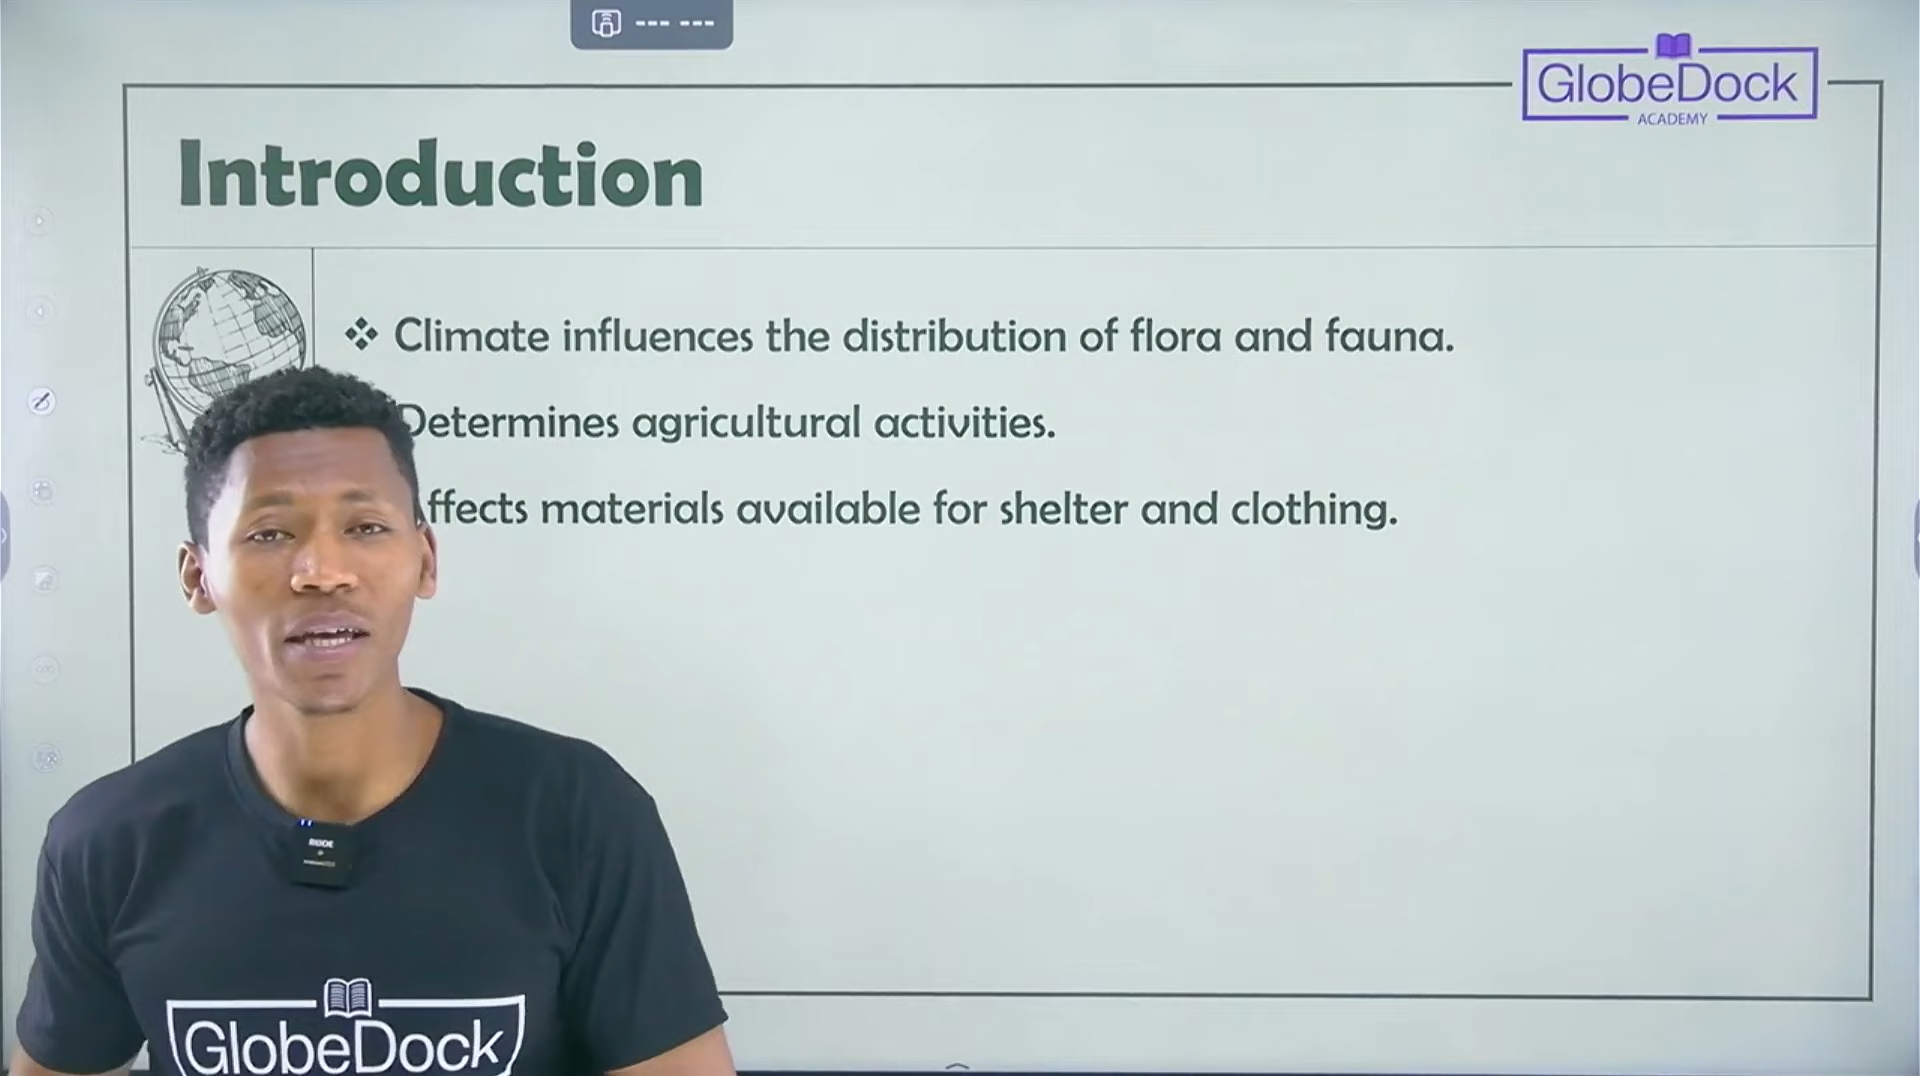 --- ---
GlobeDock
ACADEMY
Introduction
❖ Climate influences the distribution of flora and fauna.
Determines agricultural activities.
ffects materials available for shelter and clothing.
RØDE
GlobeDock